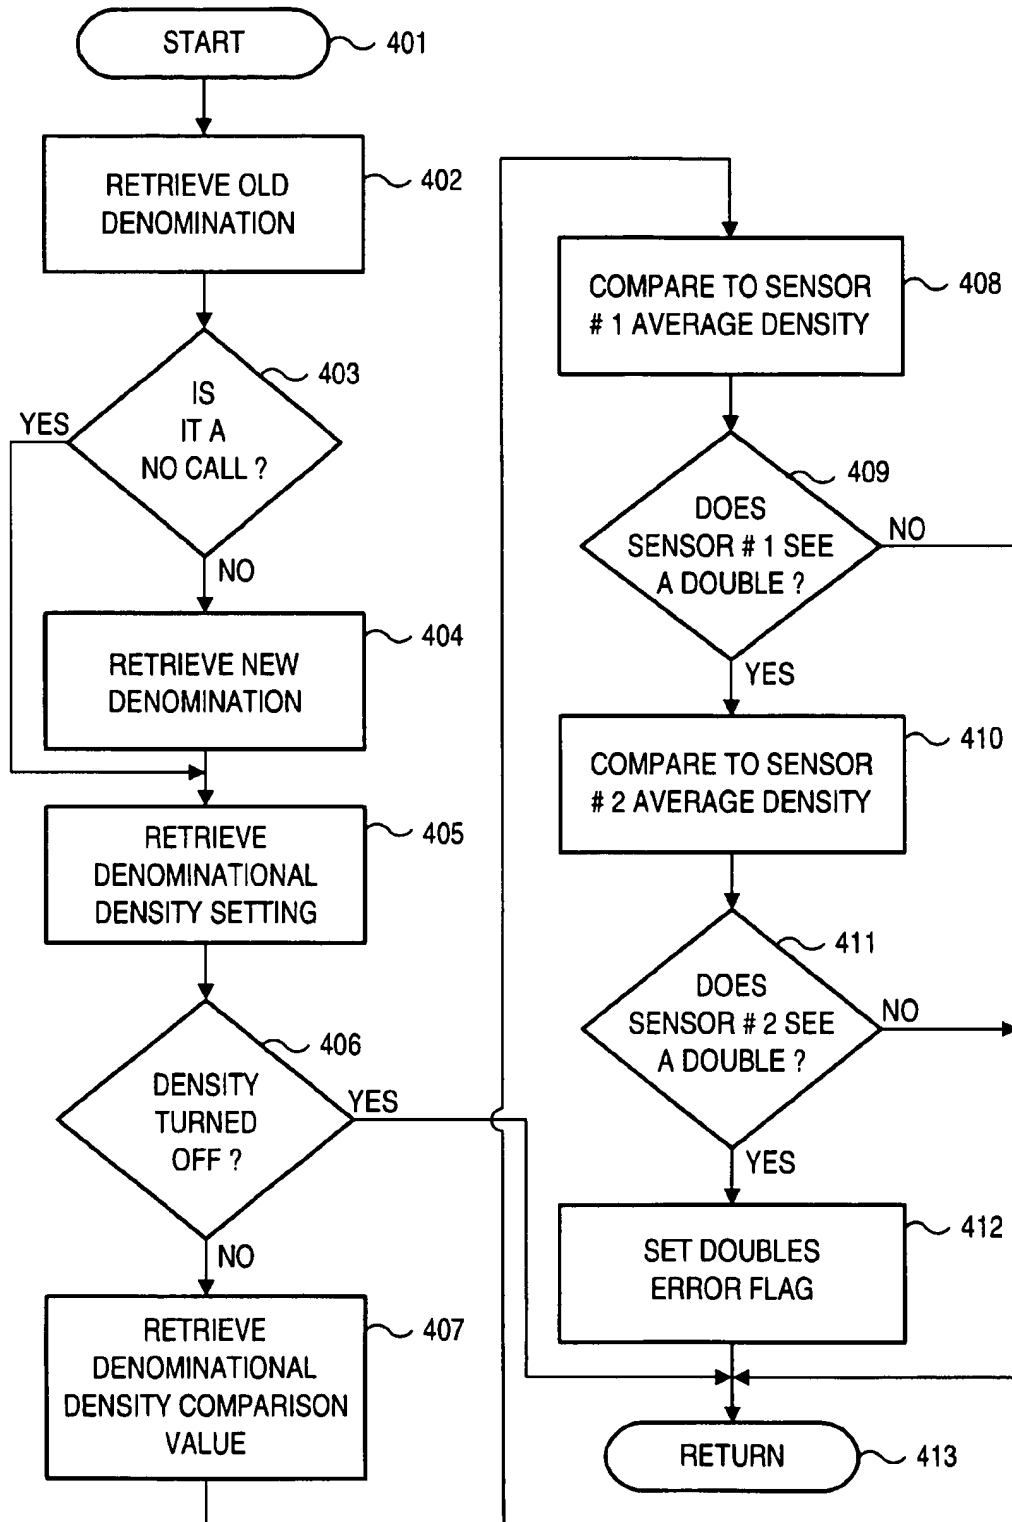 START
401
RETRIEVE OLD
DENOMINATION
402
IS
IT A
NO CALL ?
403
YES
NO
RETRIEVE NEW
DENOMINATION
404
RETRIEVE
DENOMINATIONAL
DENSITY SETTING
405
DENSITY
TURNED
OFF ?
406
YES
NO
RETRIEVE
DENOMINATIONAL
DENSITY COMPARISON
VALUE
407
COMPARE TO SENSOR
# 1 AVERAGE DENSITY
408
DOES
SENSOR # 1 SEE
A DOUBLE ?
409
NO
YES
COMPARE TO SENSOR
# 2 AVERAGE DENSITY
410
DOES
SENSOR # 2 SEE
A DOUBLE ?
411
NO
YES
SET DOUBLES
ERROR FLAG
412
RETURN
413